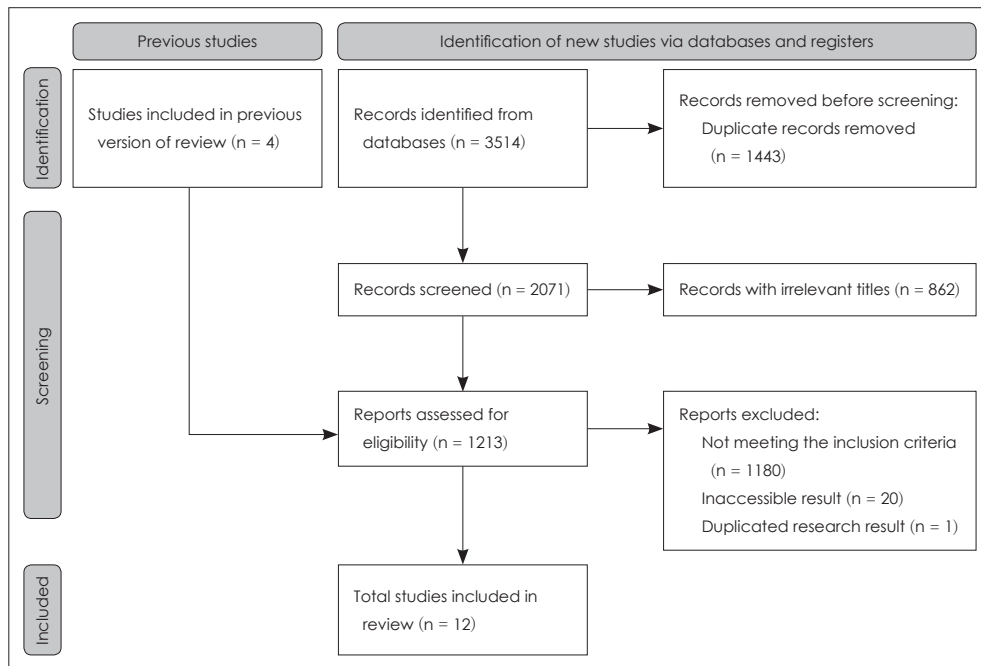 Previous studies
Identification of new studies via databases and registers
Identification
Studies included in previous
version of review (n = 4)
Records identified from
databases (n = 3514)
Records removed before screening:
Duplicate records removed
(n = 1443)
Screening
Records screened (n = 2071)
Records with irrelevant titles (n = 862)
Reports assessed for
eligibility (n = 1213)
Reports excluded:
Not meeting the inclusion criteria
(n = 1180)
Inaccessible result (n = 20)
Duplicated research result (n = 1)
Included
Total studies included in
review (n = 12)